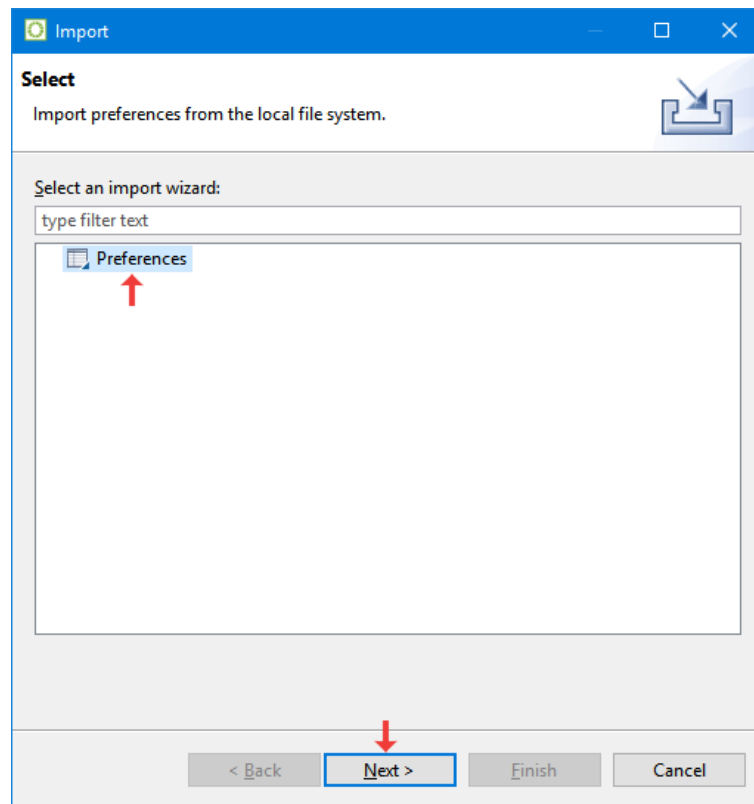 Import
Select
Import preferences from the local file system.
Select an import wizard:
type filter text
Preferences
< Back Next > Finish Cancel